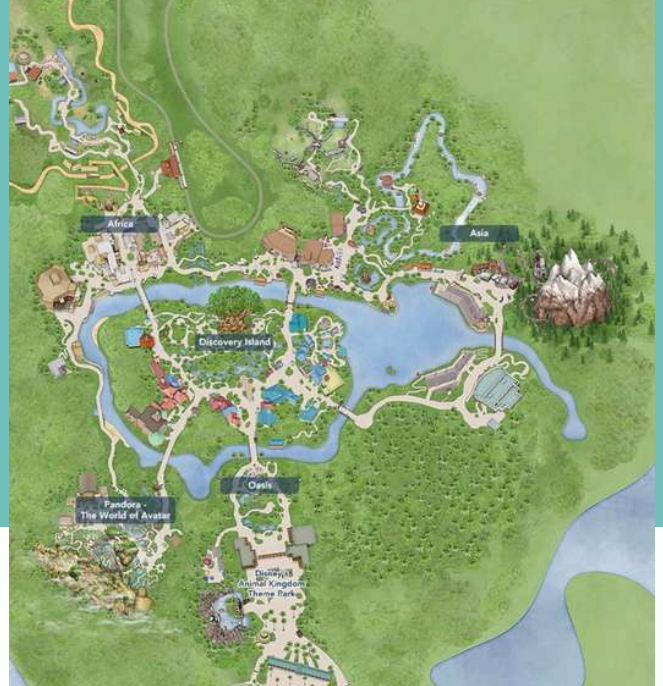 Africa
Asia
Discovery Island
Oasis
Pandora -
The World of Avatar
Disney's
Animal Kingdom
Theme Park